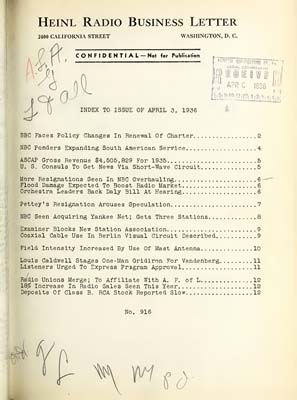 HEINL RADIO BUSINESS LETTER
2400 CALIFORNIA STREET WASHINGTON, D. C.
CONFIDENTIAL—Not for Publication
RECEIVED
APR 6 1936
INDEX TO ISSUE OF APRIL 3, 1936
BBC Faces Policy Changes In Renewal Of Charter...............2
NBC Ponders Expanding South American Service.................4
ASCAP Gross Revenue $4,505,829 For 1935......................5
U. S. Consuls To Get News Via Short-Wave Circuit.............5
More Resignations Seen In NBC Overhauling....................6
Flood Damage Expected To Boost Radio Market..................6
Orchestra Leaders Back Daly Bill At Hearing..................6
Pettey's Resignation Arouses Speculation.....................7
NBC Seen Acquiring Yankee Net; Gets Three Stations...........8
Examiner Blocks New Station Association......................9
Coaxial Cable Use In Berlin Visual Circuit Described.........9
Field Intensity Increased By Use Of Mast Antenna............10
Louis Caldwell Stages One-Man Gridiron For Vandenberg.......11
Listeners Urged To Express Program Approval.................11
Radio Unions Merge; To Affiliate With A. F. of L............12
18% Increase In Radio Sales Seen This Year..................12
Deposits Of Class B. RCA Stock Reported Slow................12
No. 916